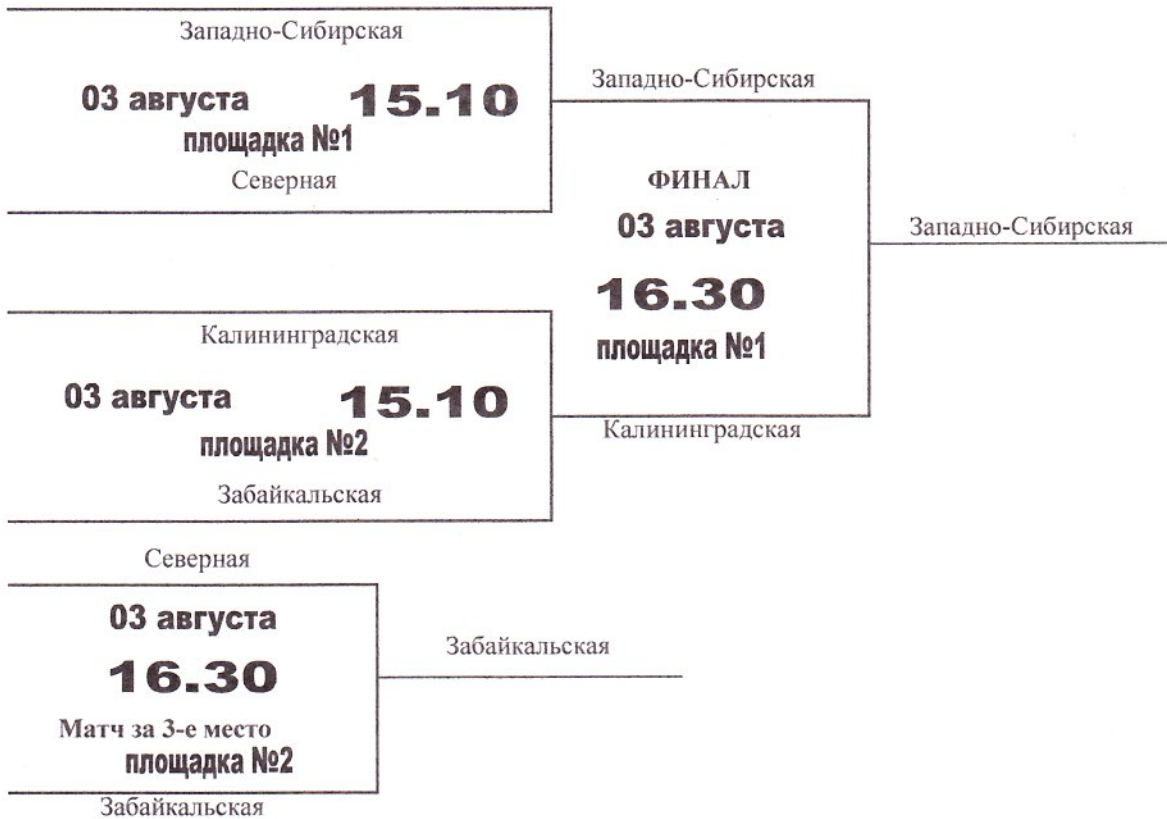 Западно-Сибирская
03 августа 15.10
площадка №1
Северная
Западно-Сибирская
ФИНАЛ
03 августа
16.30
площадка №1
Калининградская
Западно-Сибирская
Калининградская
03 августа 15.10
площадка №2
Забайкальская
Северная
03 августа
16.30
Матч за 3-е место
площадка №2
Забайкальская
Забайкальская